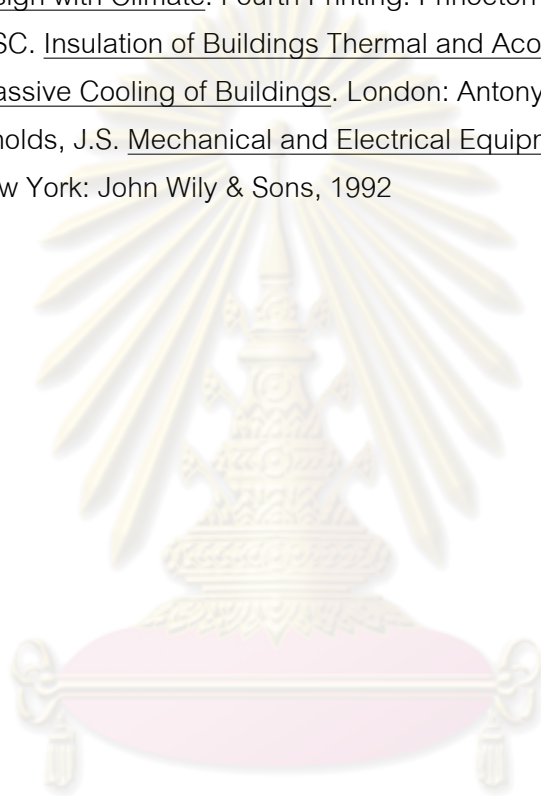 sign with Climate. Fourth Printing. Princeton
SC. Insulation of Buildings Thermal and Aco
assive Cooling of Buildings. London: Antony
nolds, J.S. Mechanical and Electrical Equipm
w York: John Wily & Sons, 1992